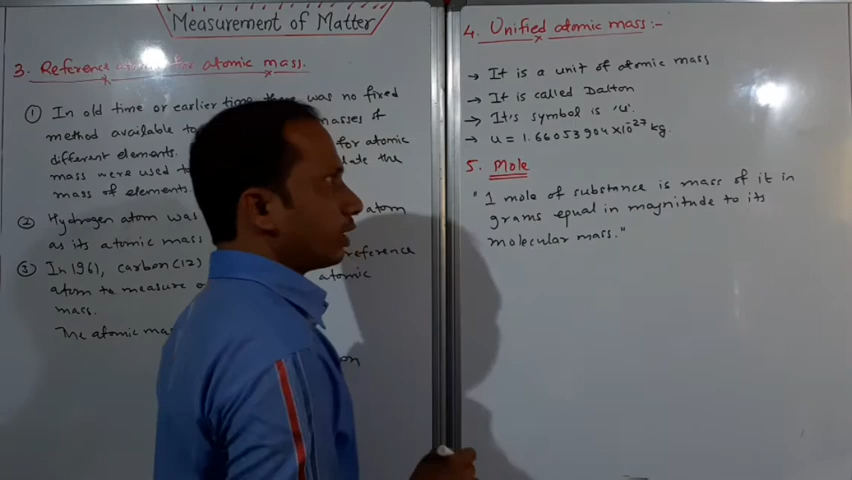 Measurement of Matter
3. Reference for atomic mass.
① In old time or earlier time there was no fixed
method available to masses of
different elements. for atomic
mass were used to the
mass of elements.
② Hydrogen atom was atom
as its atomic mass
③ In 1961, carbon (12) reference
atom to measure atomic
mass.
The atomic mass
4. Unified atomic mass :-
→ It is a unit of atomic mass
→ It is called Dalton
→ It's symbol is 'u'.
→ u = 1.66053904×10⁻²⁷ kg.
5. Mole
"1 mole of substance is mass of it in
grams equal in magnitude to its
molecular mass."